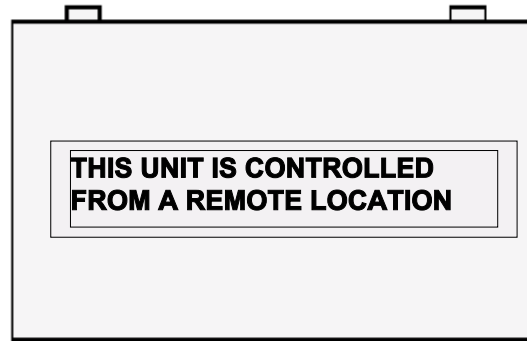 THIS UNIT IS CONTROLLED
FROM A REMOTE LOCATION